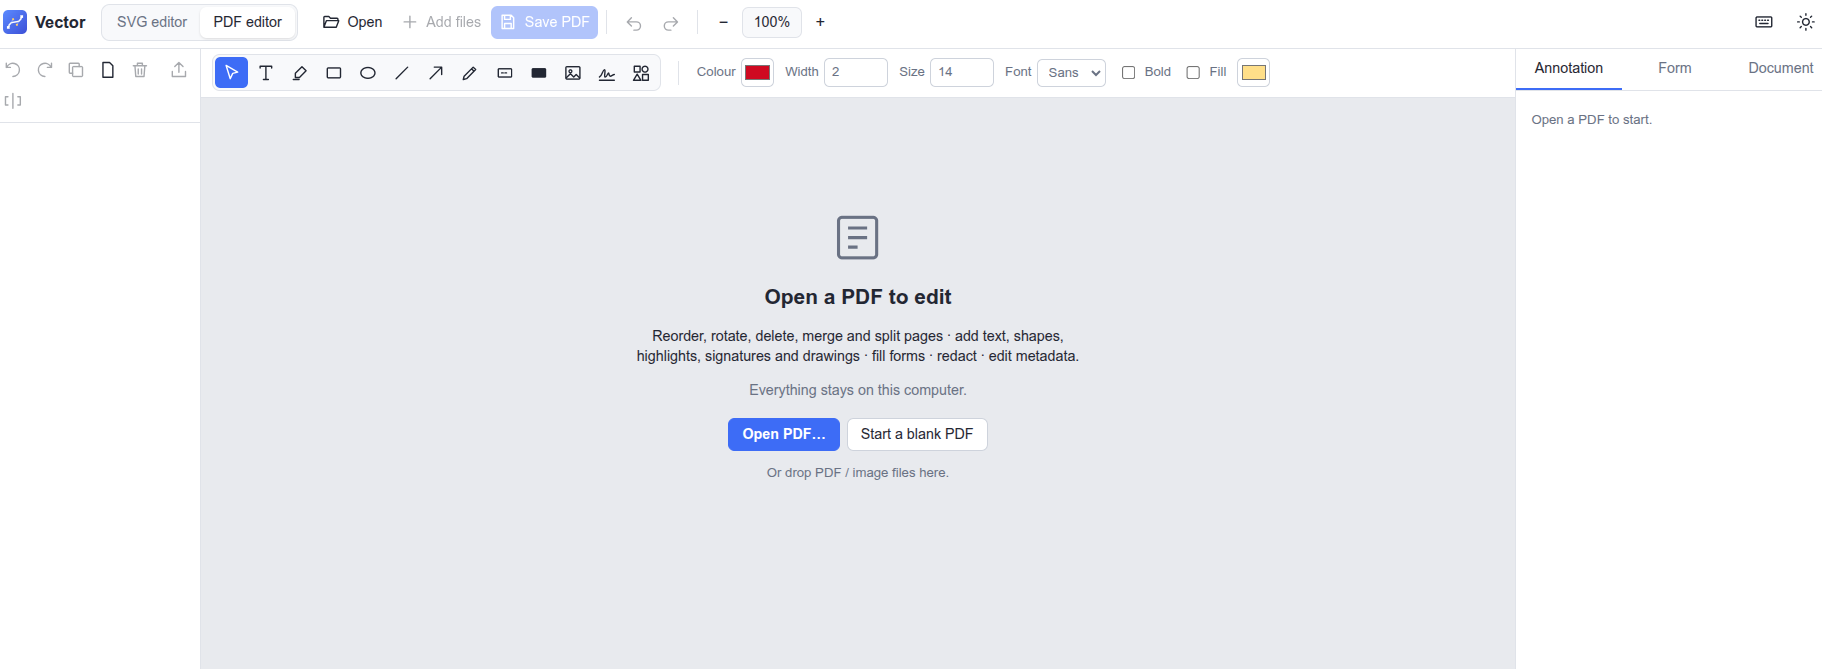 Vector
SVG editor
PDF editor
Open
Add files
Save PDF
−
100%
+
Colour
Width
2
Size
14
Font
Sans
Bold
Fill
Annotation
Form
Document
Open a PDF to start.
Open a PDF to edit
Reorder, rotate, delete, merge and split pages · add text, shapes,
highlights, signatures and drawings · fill forms · redact · edit metadata.
Everything stays on this computer.
Open PDF…
Start a blank PDF
Or drop PDF / image files here.